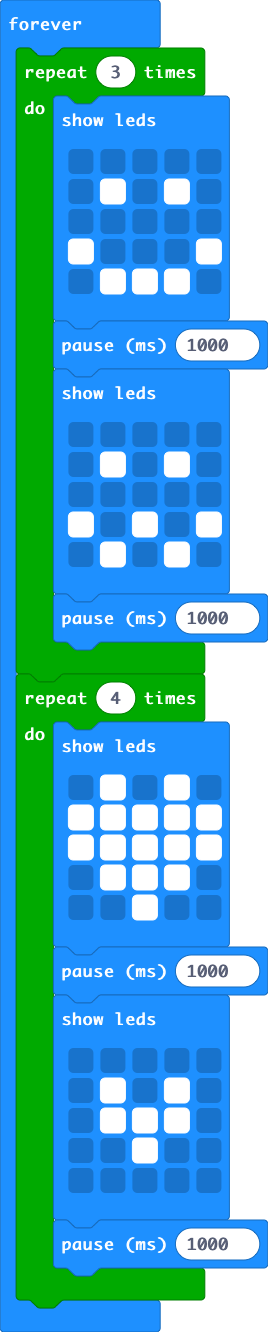 forever
repeat 3 times
do
show leds
pause (ms) 1000
show leds
pause (ms) 1000
repeat 4 times
do
show leds
pause (ms) 1000
show leds
pause (ms) 1000